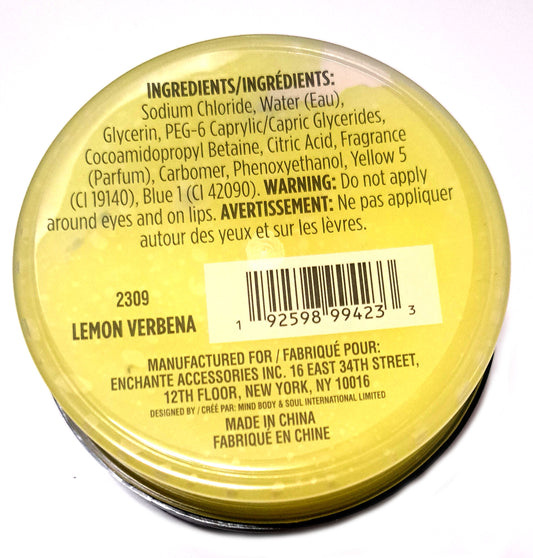 INGREDIENTS/INGRÉDIENTS:
Sodium Chloride, Water (Eau),
Glycerin, PEG-6 Caprylic/Capric Glycerides,
Cocoamidopropyl Betaine, Citric Acid, Fragrance
(Parfum), Carbomer, Phenoxyethanol, Yellow 5
(CI 19140), Blue 1 (CI 42090). WARNING: Do not apply
around eyes and on lips. AVERTISSEMENT: Ne pas appliquer
autour des yeux et sur les lèvres.
2309
LEMON VERBENA
1 92598 99423 3
MANUFACTURED FOR / FABRIQUÉ POUR:
ENCHANTE ACCESSORIES INC. 16 EAST 34TH STREET,
12TH FLOOR, NEW YORK, NY 10016
DESIGNED BY / CRÉÉ PAR: MIND BODY & SOUL INTERNATIONAL LIMITED
MADE IN CHINA
FABRIQUÉ EN CHINE